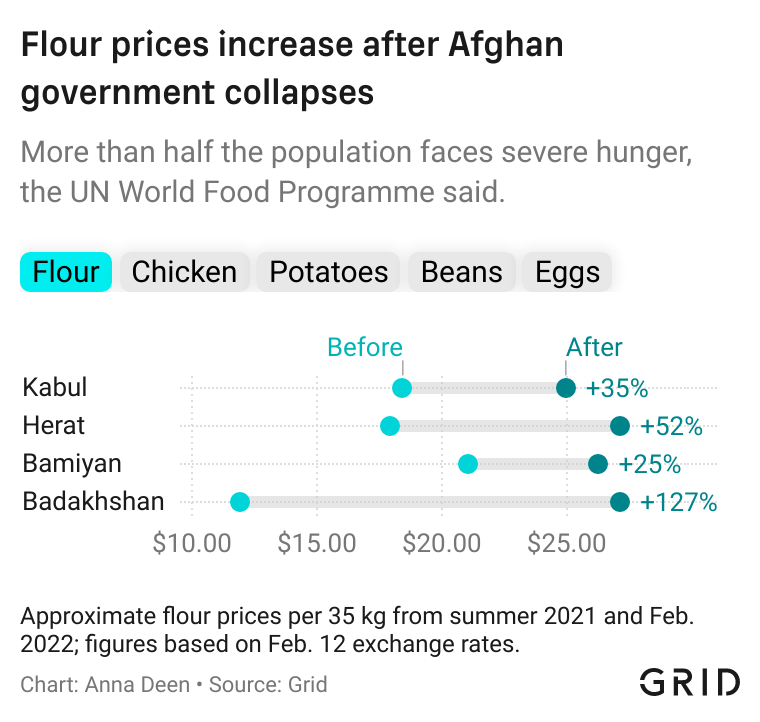 Flour prices increase after Afghan
government collapses
More than half the population faces severe hunger,
the UN World Food Programme said.
Flour Chicken Potatoes Beans Eggs
Before After
Kabul +35%
Herat +52%
Bamiyan +25%
Badakhshan +127%
$10.00 $15.00 $20.00 $25.00
Approximate flour prices per 35 kg from summer 2021 and Feb.
2022; figures based on Feb. 12 exchange rates.
Chart: Anna Deen • Source: Grid
GRID